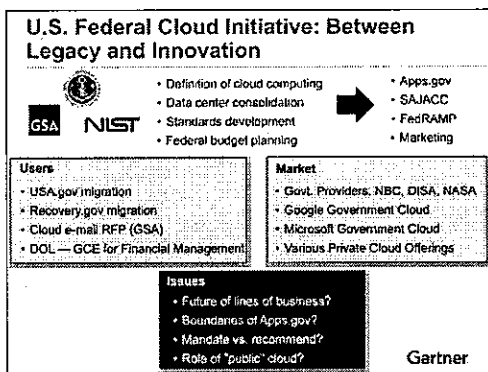 U.S. Federal Cloud Initiative: Between
Legacy and Innovation
GSA
NIST
• Definition of cloud computing
• Data center consolidation
• Standards development
• Federal budget planning
• Apps.gov
• SAJACC
• FedRAMP
• Marketing
Users
• USA.gov migration
• Recovery.gov migration
• Cloud e-mail RFP (GSA)
• DOL — GCE for Financial Management
Market
• Govt. Providers, NBC, DISA, NASA
• Google Government Cloud
• Microsoft Government Cloud
• Various Private Cloud Offerings
Issues
• Future of lines of business?
• Boundaries of Apps.gov?
• Mandate vs. recommend?
• Role of "public" cloud?
Gartner